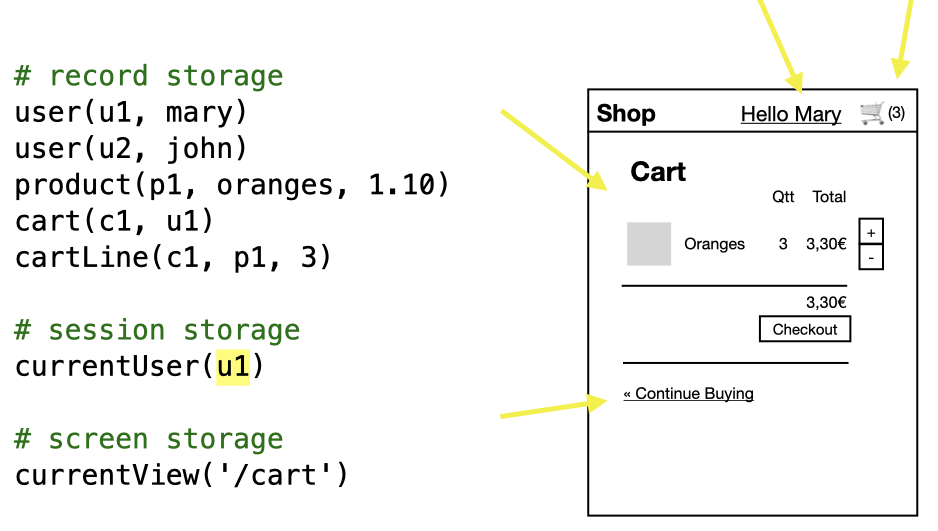 # record storage
user(u1, mary)
user(u2, john)
product(p1, oranges, 1.10)
cart(c1, u1)
cartLine(c1, p1, 3)
# session storage
currentUser(u1)
# screen storage
currentView('/cart')
Shop Hello Mary (3)
Cart
Qtt Total
Oranges 3 3,30€ +
-
3,30€
Checkout
« Continue Buying